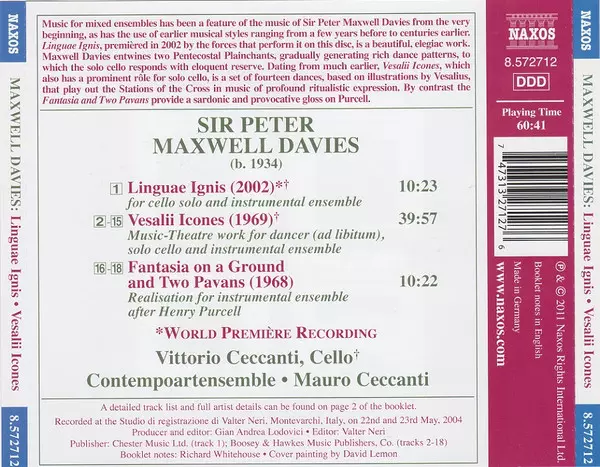 NAXOS
MAXWELL DAVIES: Linguae Ignis • Vesalii Icones
8.572712
Music for mixed ensembles has been a feature of the music of Sir Peter Maxwell Davies from the very
beginning, as has the use of earlier musical styles ranging from a few years before to centuries earlier.
Linguae Ignis, premièred in 2002 by the forces that perform it on this disc, is a beautiful, elegiac work.
Maxwell Davies entwines two Pentecostal Plainchants, gradually generating rich dance patterns, to
which the solo cello responds with eloquent reserve. Dating from much earlier, Vesalii Icones, which
also has a prominent rôle for solo cello, is a set of fourteen dances, based on illustrations by Vesalius,
that play out the Stations of the Cross in music of profound ritualistic expression. By contrast the
Fantasia and Two Pavans provide a sardonic and provocative gloss on Purcell.
SIR PETER
MAXWELL DAVIES
(b. 1934)
1 Linguae Ignis (2002)*† 10:23
for cello solo and instrumental ensemble
2-15 Vesalii Icones (1969)† 39:57
Music-Theatre work for dancer (ad libitum),
solo cello and instrumental ensemble
16-18 Fantasia on a Ground
and Two Pavans (1968) 10:22
Realisation for instrumental ensemble
after Henry Purcell
*WORLD PREMIÈRE RECORDING
Vittorio Ceccanti, Cello†
Contempoartensemble • Mauro Ceccanti
A detailed track list and full artist details can be found on page 2 of the booklet.
Recorded at the Studio di registrazione di Valter Neri, Montevarchi, Italy, on 22nd and 23rd May, 2004
Producer and editor: Gian Andrea Lodovici • Editor: Valter Neri
Publisher: Chester Music Ltd. (track 1); Boosey & Hawkes Music Publishers, Co. (tracks 2-18)
Booklet notes: Richard Whitehouse • Cover painting by David Lemon
NAXOS
8.572712
DDD
Playing Time
60:41
7 47313 27127 6
www.naxos.com
Made in Germany
Booklet notes in English
℗ & © 2011 Naxos Rights International Ltd.
NAXOS
MAXWELL DAVIES: Linguae Ignis • Vesalii Icones
8.572712